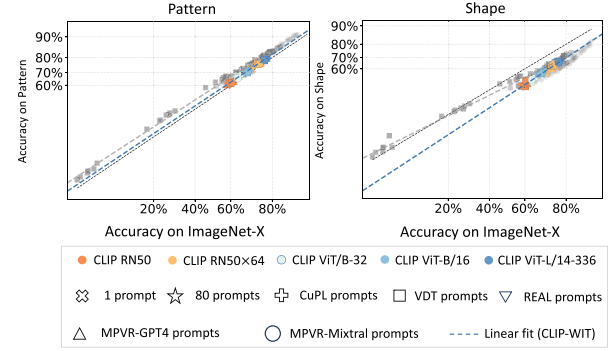 Pattern
90%
80%
70%
60%
Accuracy on Pattern
20% 40% 60% 80%
Accuracy on ImageNet-X
Shape
90%
80%
70%
60%
Accuracy on Shape
20% 40% 60% 80%
Accuracy on ImageNet-X
CLIP RN50 CLIP RN50×64 CLIP ViT/B-32 CLIP ViT-B/16 CLIP ViT-L/14-336
1 prompt 80 prompts CuPL prompts VDT prompts REAL prompts
MPVR-GPT4 prompts MPVR-Mixtral prompts Linear fit (CLIP-WIT)